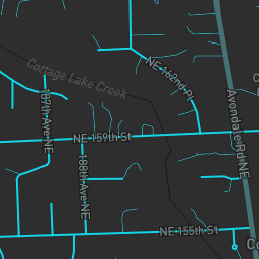 Cottage Lake Creek
NE 162nd Pl
187th Ave NE
Avondale Rd NE
NE 159th St
188th Ave NE
NE 155th St